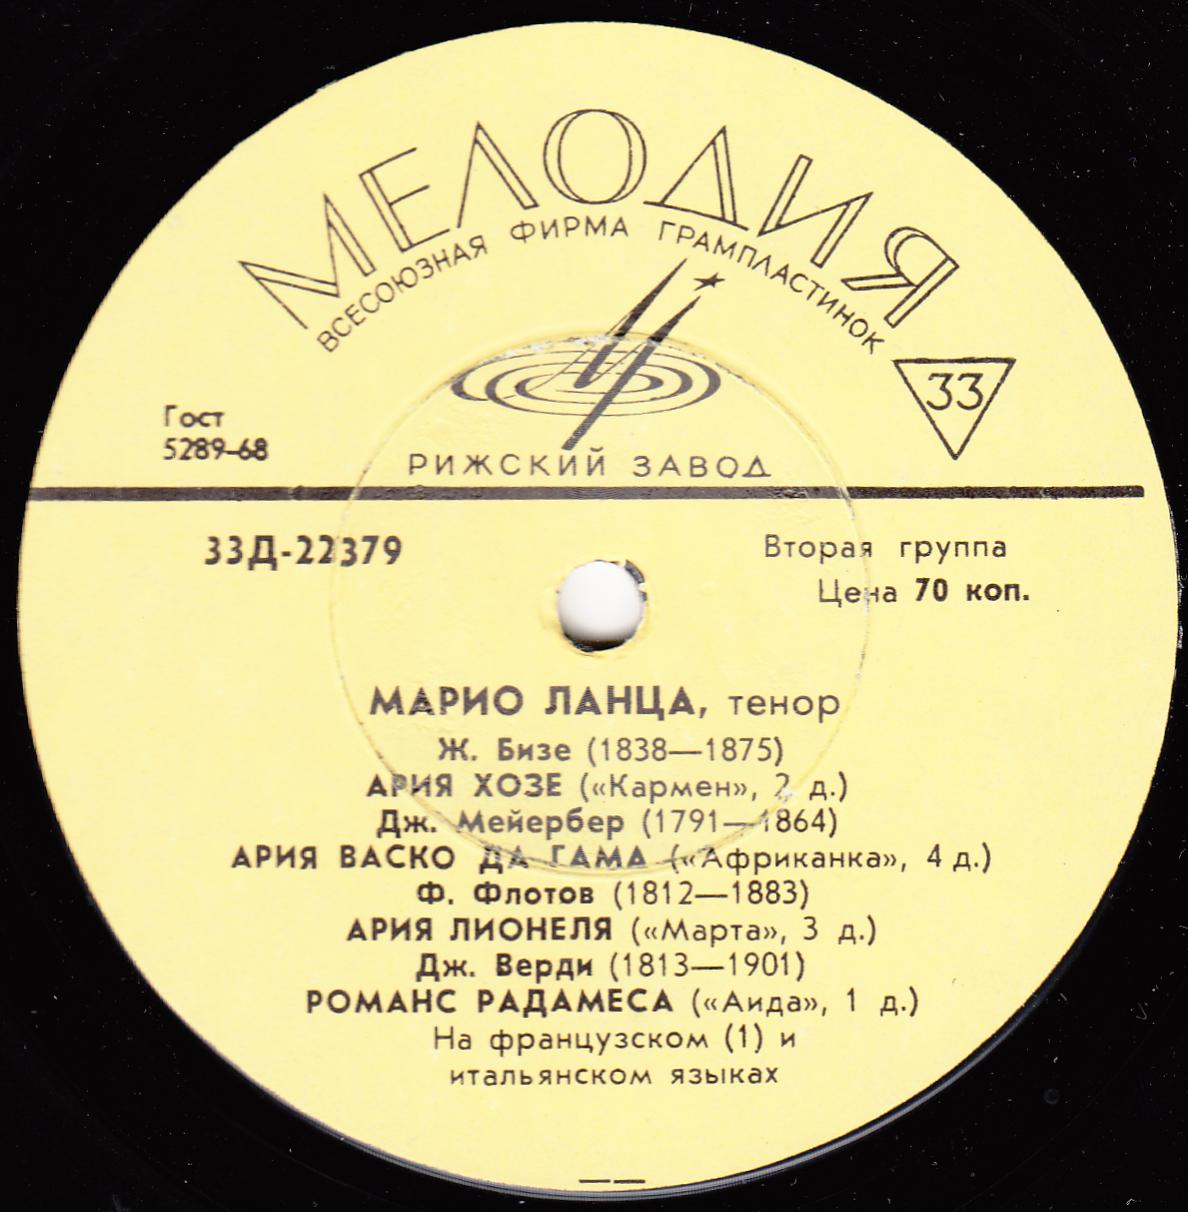 МЕЛОДИЯ
ВСЕСОЮЗНАЯ ФИРМА ГРАМПЛАСТИНОК
33
Гост
5289-68
РИЖСКИЙ ЗАВОД
33Д-22379
Вторая группа
Цена 70 коп.
МАРИО ЛАНЦА, тенор
Ж. Бизе (1838—1875)
АРИЯ ХОЗЕ («Кармен», 2 д.)
Дж. Мейербер (1791—1864)
АРИЯ ВАСКО ДА ГАМА («Африканка», 4 д.)
Ф. Флотов (1812—1883)
АРИЯ ЛИОНЕЛЯ («Марта», 3 д.)
Дж. Верди (1813—1901)
РОМАНС РАДАМЕСА («Аида», 1 д.)
На французском (1) и
итальянском языках